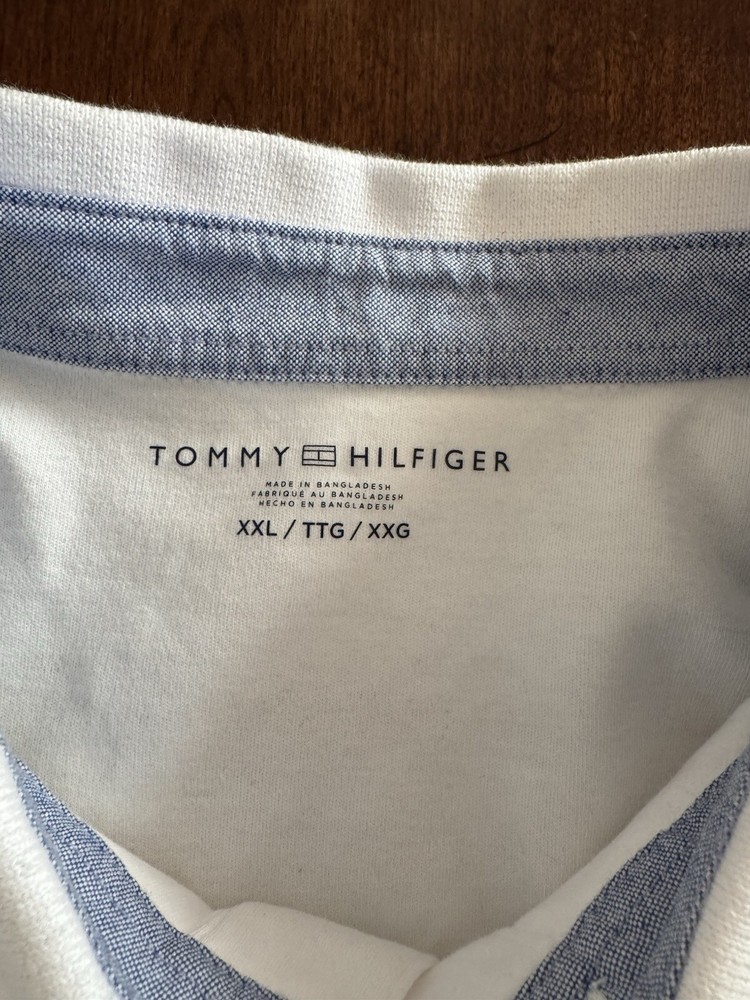 TOMMY HILFIGER
MADE IN BANGLADESH
FABRIQUÉ AU BANGLADESH
HECHO EN BANGLADESH
XXL / TTG / XXG